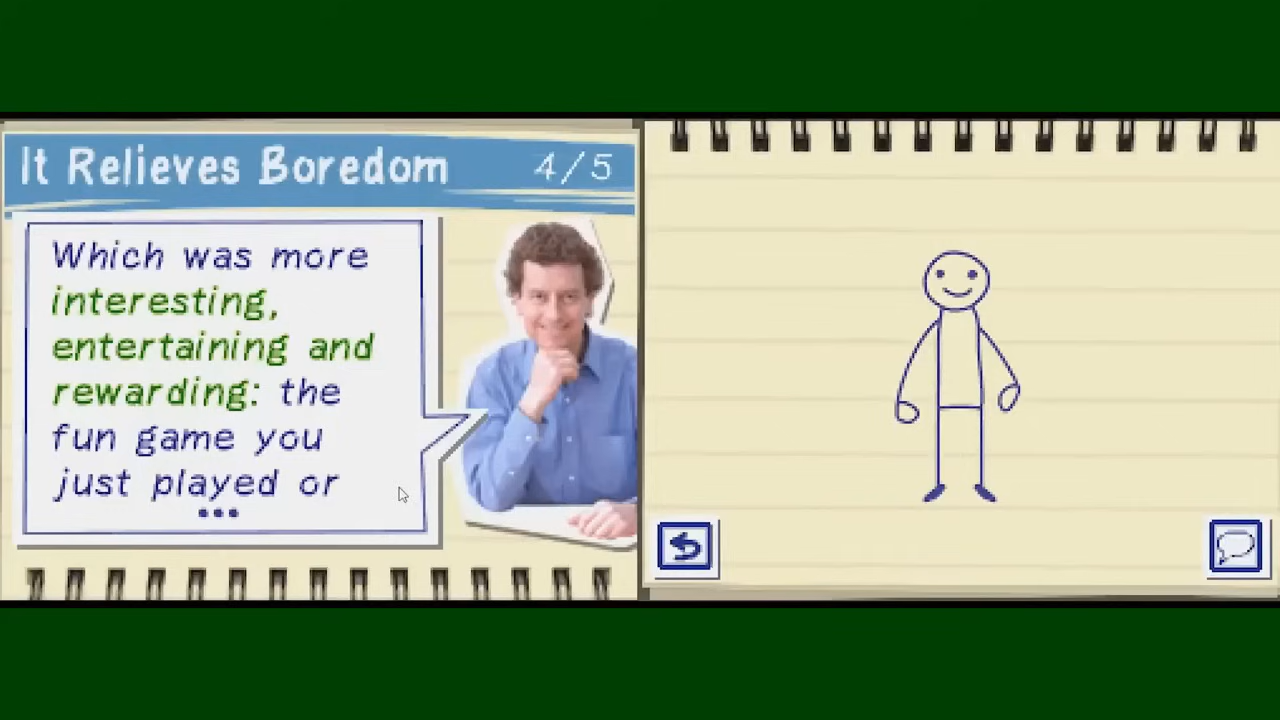 It Relieves Boredom 4/5
Which was more
interesting,
entertaining and
rewarding: the
fun game you
just played or
•••